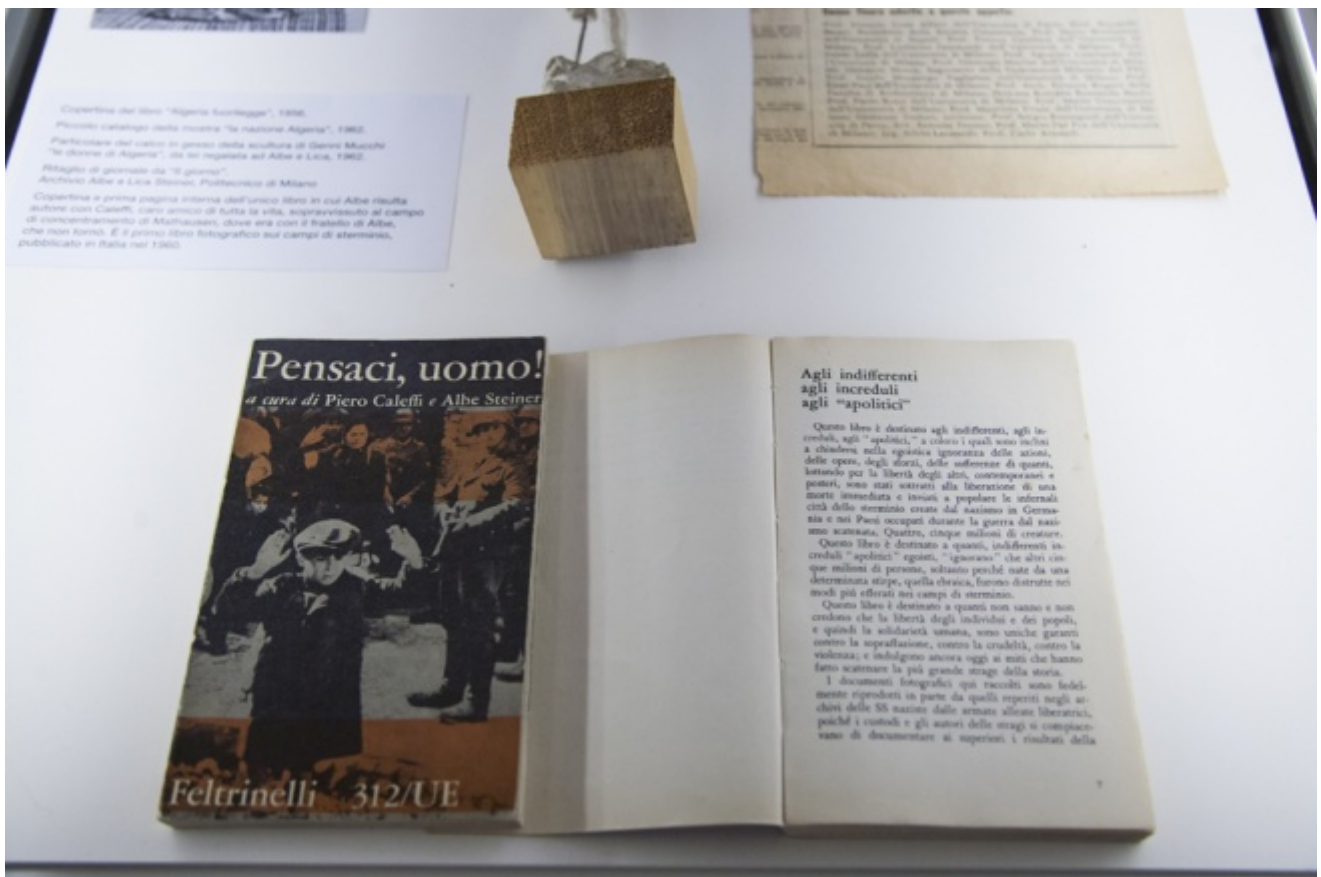 Copertina del libro "Algeria fuorilegge", 1956.
Piccolo catalogo della mostra "la nazione Algeria", 1962.
Particolare del calco in gesso della scultura di Genni Mucchi
"le donne di Algeria", da lei regalata ad Albe e Lica, 1962.
Ritaglio di giornale da "Il giorno".
Archivio Albe e Lica Steiner, Politecnico di Milano
Copertina e prima pagina interna dell'unico libro in cui Albe risulta
autore con Caleffi, caro amico di tutta la vita, sopravvissuto al campo
di concentramento di Mathausen, dove era con il fratello di Albe,
che non tornò. È il primo libro fotografico sui campi di sterminio,
pubblicato in Italia nel 1960.
Pensaci, uomo!
a cura di Piero Caleffi e Albe Steiner
Feltrinelli 312/UE
Agli indifferenti
agli increduli
agli "apolitici"
Questo libro è destinato agli indifferenti, agli in-
creduli, agli "apolitici," a coloro i quali sono inclini
a chiudersi nella egoistica ignoranza delle azioni,
delle opere, degli sforzi, delle sofferenze di quanti,
lottando per la libertà degli altri, contemporanei e
posteri, sono stati sottratti alla liberazione di una
morte immediata e inviati a popolare le infernali
città dello sterminio create dal nazismo in Germa-
nia e nei Paesi occupati durante la guerra dal nazi-
smo scatenata. Quattro, cinque milioni di creature.
Questo libro è destinato a quanti, indifferenti in-
creduli "apolitici" egoisti, "ignorano" che altri cin-
que milioni di persone, soltanto perché nate da una
determinata stirpe, quella ebraica, furono distrutte nei
modi più efferati nei campi di sterminio.
Questo libro è destinato a quanti non sanno e non
credono che la libertà degli individui e dei popoli,
e quindi la solidarietà umana, sono uniche garanti
contro la sopraffazione, contro la crudeltà, contro la
violenza; e indulgono ancora oggi ai miti che hanno
fatto scatenare la più grande strage della storia.
I documenti fotografici qui raccolti sono fedel-
mente riprodotti in parte da quelli reperiti negli ar-
chivi delle SS naziste dalle armate alleate liberatrici,
poiché i custodi e gli autori delle stragi si compiace-
vano di documentare ai superiori i risultati della
7